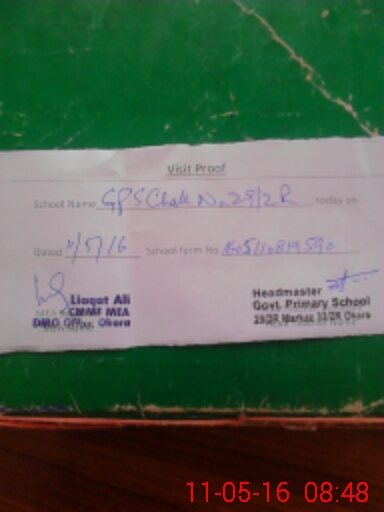 Visit Proof
School Name GPS Chak No 29/2R today on
Dated 11/5/16 School form No
Liaqat Ali
CMMF MEA
DMO Office, Okara
Headmaster
Govt. Primary School
29/2R Markaz 33/2R Okara
11-05-16 08:48